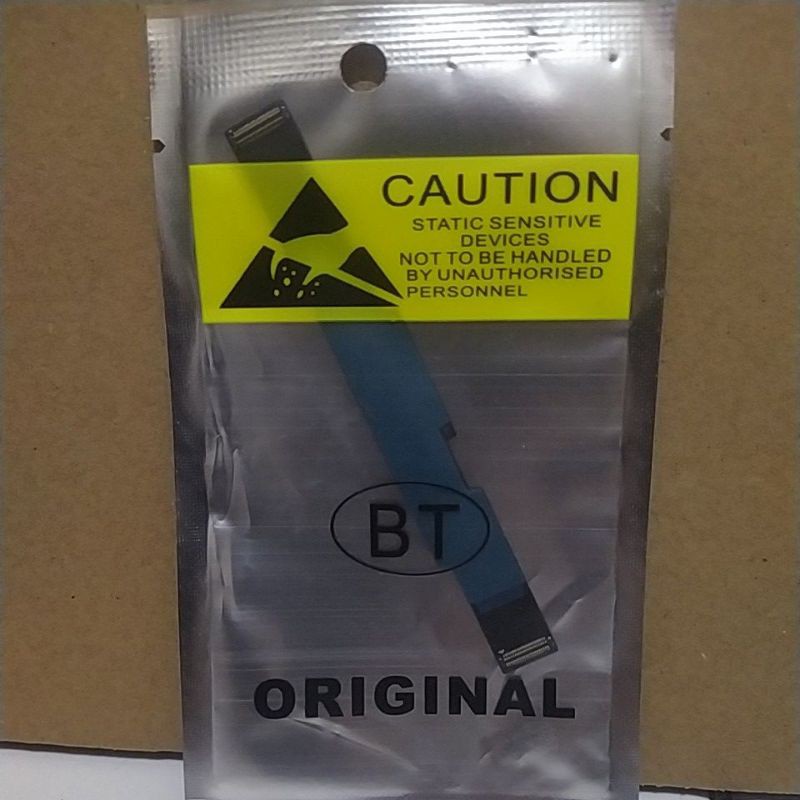 CAUTION
STATIC SENSITIVE
DEVICES
NOT TO BE HANDLED
BY UNAUTHORISED
PERSONNEL
BT
ORIGINAL